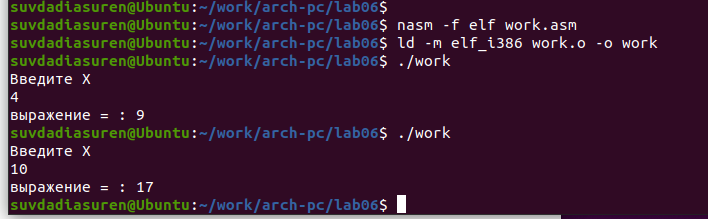 suvdadiasuren@Ubuntu:~/work/arch-pc/lab06$
suvdadiasuren@Ubuntu:~/work/arch-pc/lab06$ nasm -f elf work.asm
suvdadiasuren@Ubuntu:~/work/arch-pc/lab06$ ld -m elf_i386 work.o -o work
suvdadiasuren@Ubuntu:~/work/arch-pc/lab06$ ./work
Введите X
4
выражение = : 9
suvdadiasuren@Ubuntu:~/work/arch-pc/lab06$ ./work
Введите X
10
выражение = : 17
suvdadiasuren@Ubuntu:~/work/arch-pc/lab06$